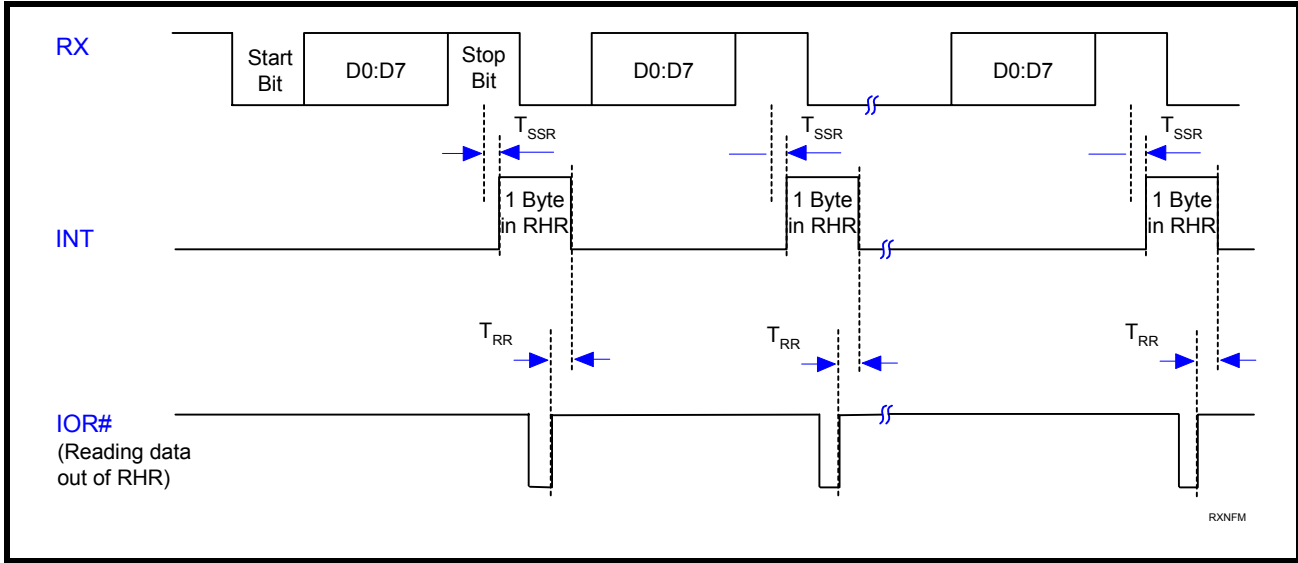 RX
Start
Bit
D0:D7
Stop
Bit
D0:D7
D0:D7
TSSR
TSSR
TSSR
INT
1 Byte
in RHR
1 Byte
in RHR
1 Byte
in RHR
TRR
TRR
TRR
IOR#
(Reading data
out of RHR)
RXNFM